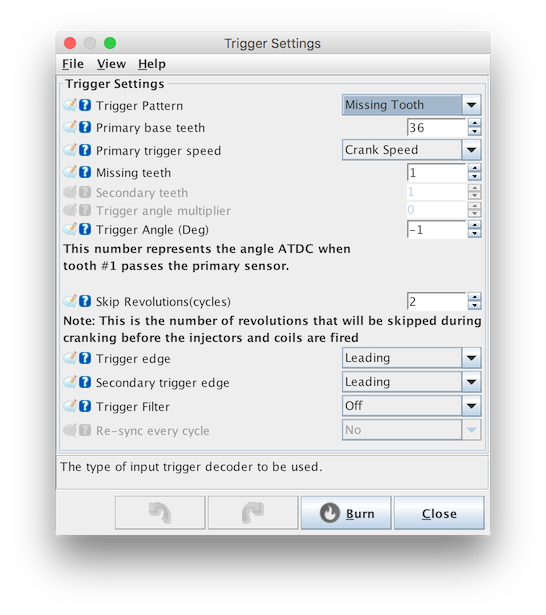 Trigger Settings
File View Help
Trigger Settings
Trigger Pattern Missing Tooth
Primary base teeth 36
Primary trigger speed Crank Speed
Missing teeth 1
Secondary teeth 1
Trigger angle multiplier 0
Trigger Angle (Deg) -1
This number represents the angle ATDC when
tooth #1 passes the primary sensor.
Skip Revolutions(cycles) 2
Note: This is the number of revolutions that will be skipped during
cranking before the injectors and coils are fired
Trigger edge Leading
Secondary trigger edge Leading
Trigger Filter Off
Re-sync every cycle No
The type of input trigger decoder to be used.
Burn Close